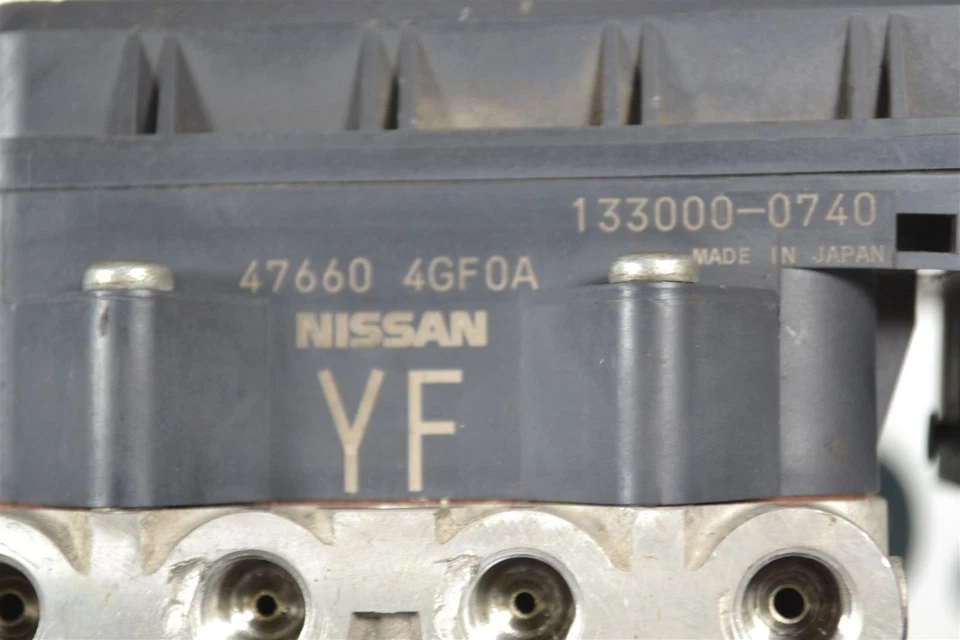 133000-0740
MADE IN JAPAN
47660 4GF0A
NISSAN
YF